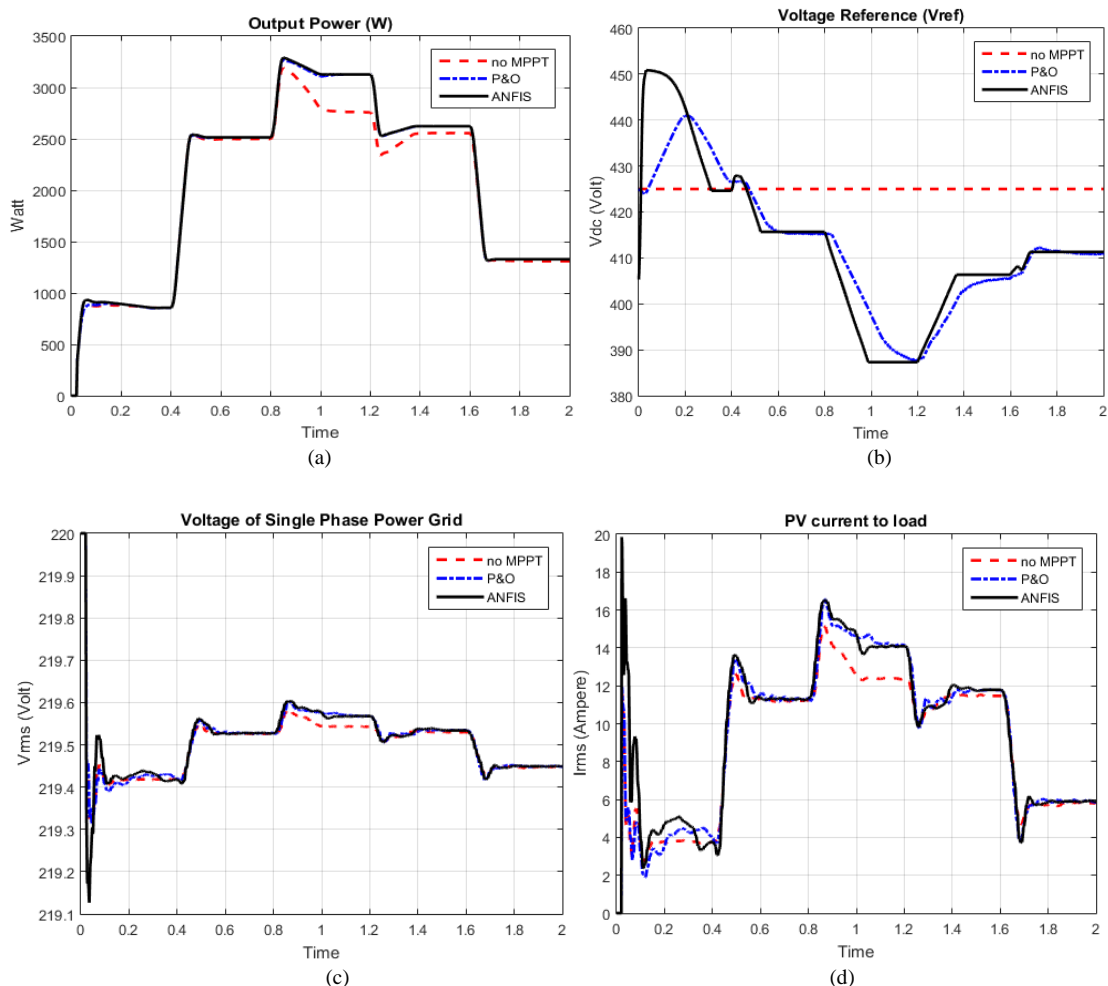 Output Power (W)
3500
3000
2500
2000
1500
1000
500
0
Watt
0 0.2 0.4 0.6 0.8 1 1.2 1.4 1.6 1.8 2
Time
no MPPT
P&O
ANFIS
(a)
Voltage Reference (Vref)
460
450
440
430
420
410
400
390
380
Vdc (Volt)
0 0.2 0.4 0.6 0.8 1 1.2 1.4 1.6 1.8 2
Time
no MPPT
P&O
ANFIS
(b)
Voltage of Single Phase Power Grid
220
219.9
219.8
219.7
219.6
219.5
219.4
219.3
219.2
219.1
Vrms (Volt)
0 0.2 0.4 0.6 0.8 1 1.2 1.4 1.6 1.8 2
Time
no MPPT
P&O
ANFIS
(c)
PV current to load
20
18
16
14
12
10
8
6
4
2
0
Irms (Ampere)
0 0.2 0.4 0.6 0.8 1 1.2 1.4 1.6 1.8 2
Time
no MPPT
P&O
ANFIS
(d)